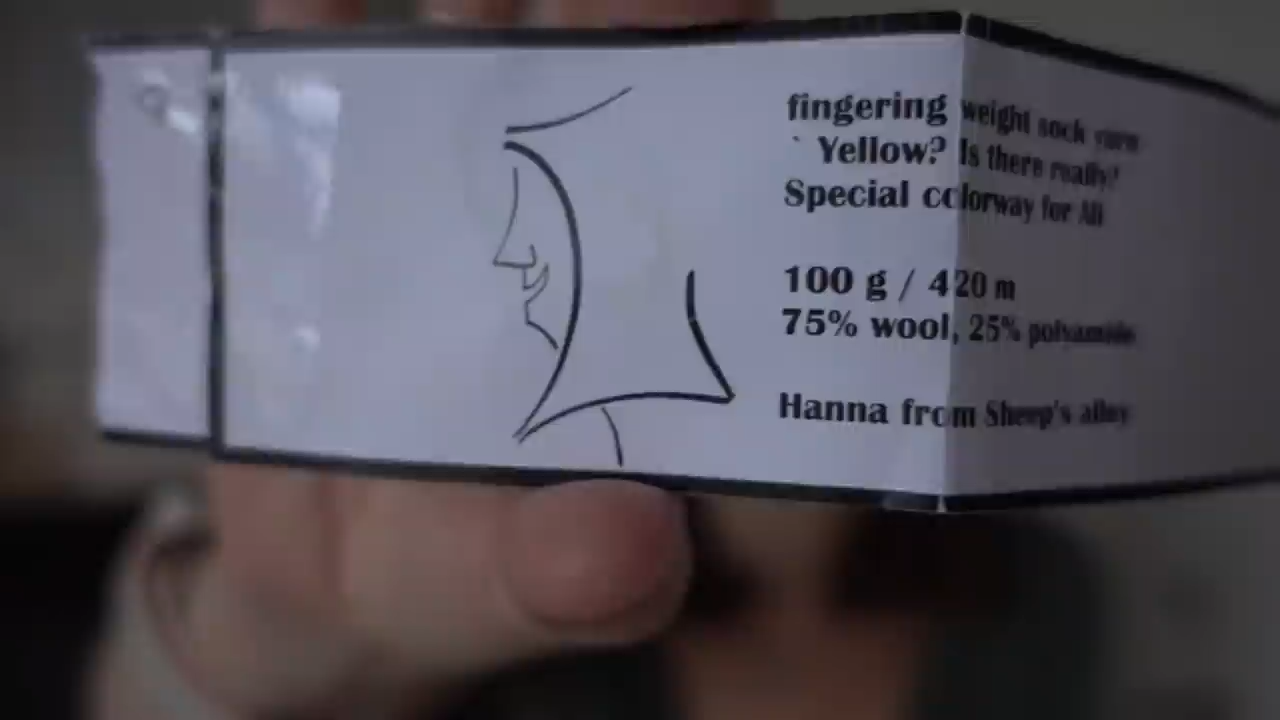 fingering weight sock yarn
` Yellow? Is there really?
Special colorway for Ali
100 g / 420 m
75% wool, 25% polyamide
Hanna from Sheep's alley